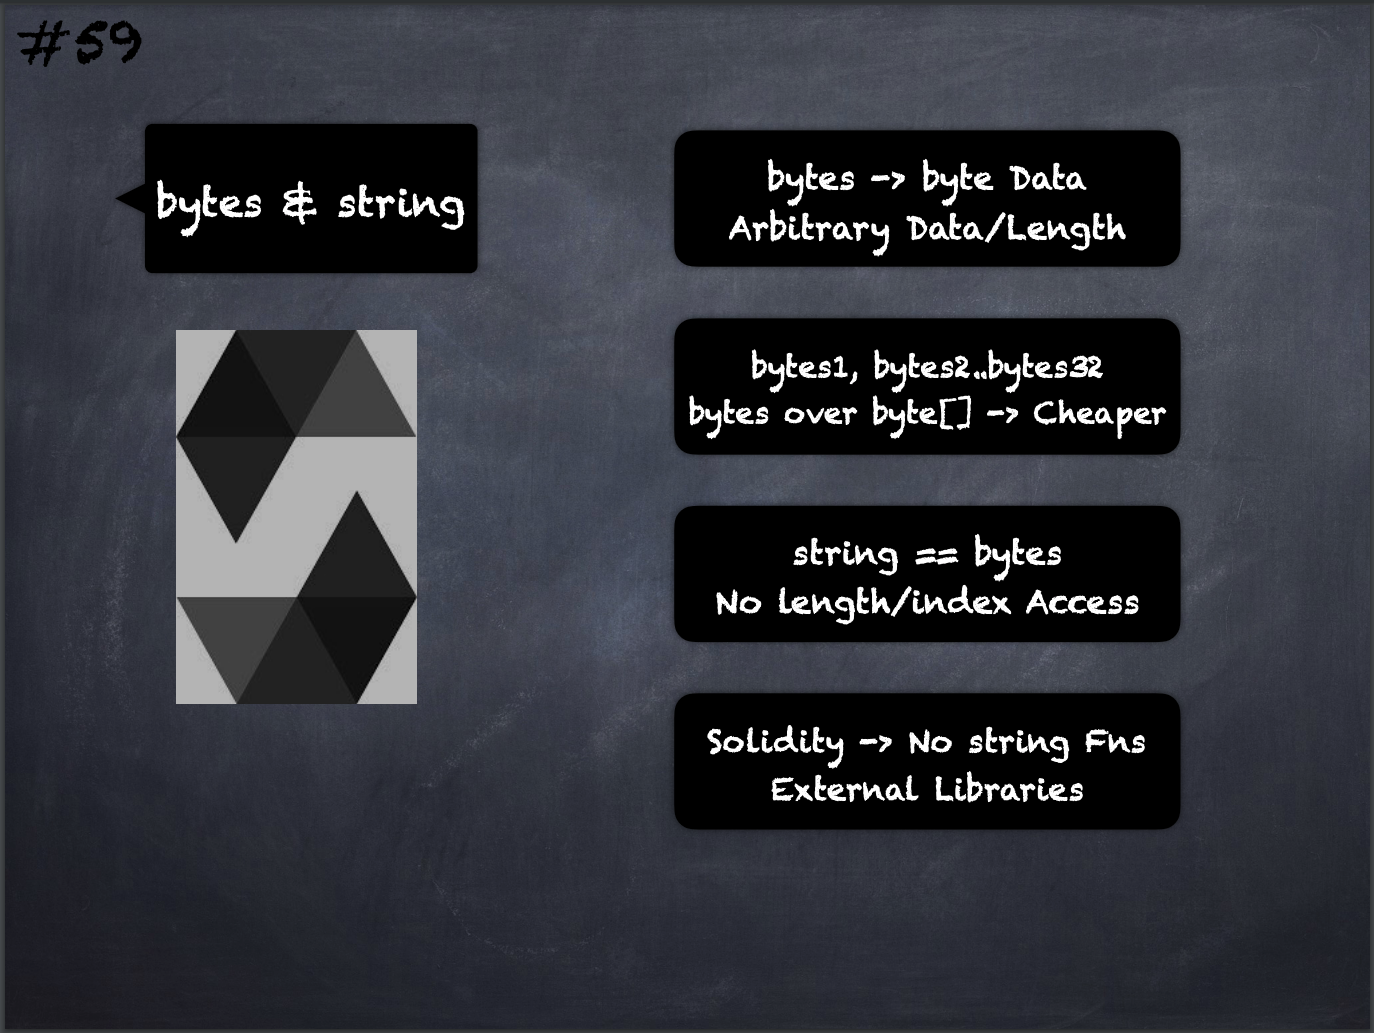 #59
bytes & string
bytes -> byte Data
Arbitrary Data/Length
bytes1, bytes2..bytes32
bytes over byte[] -> Cheaper
string == bytes
No length/index Access
Solidity -> No string Fns
External Libraries